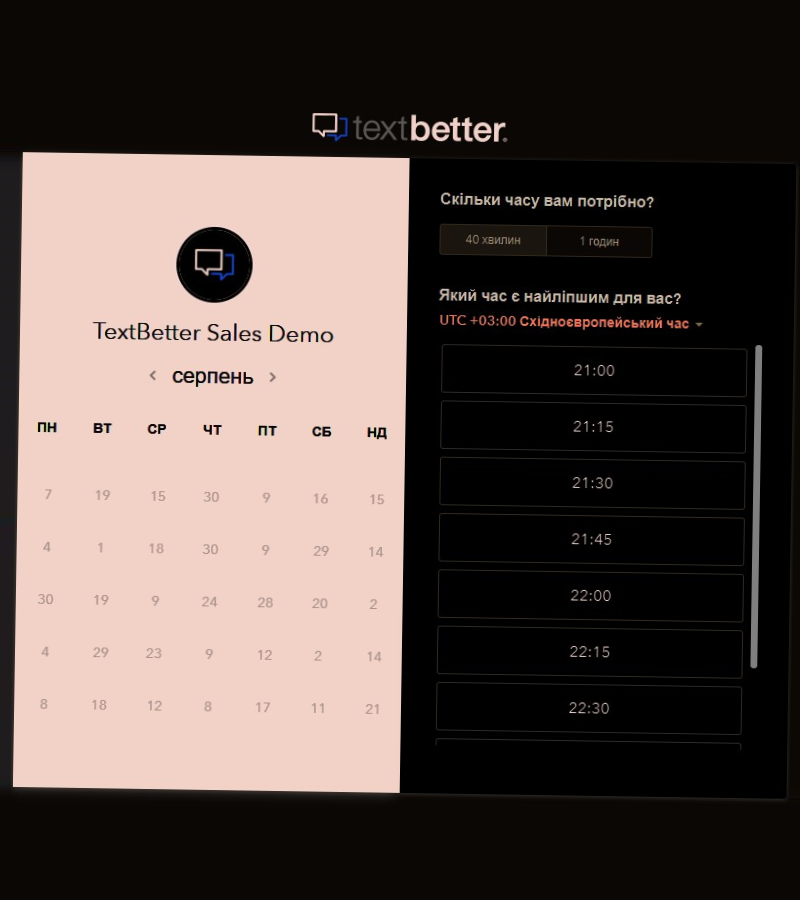 textbetter.
TextBetter Sales Demo
серпень
ПН ВТ СР ЧТ ПТ СБ НД
7 19 15 30 9 16 15
4 1 18 30 9 29 14
30 19 9 24 28 20 2
4 29 23 9 12 2 14
8 18 12 8 17 11 21
Скільки часу вам потрібно?
40 хвилин 1 годин
Який час є найліпшим для вас?
UTC +03:00 Східноєвропейський час
21:00
21:15
21:30
21:45
22:00
22:15
22:30